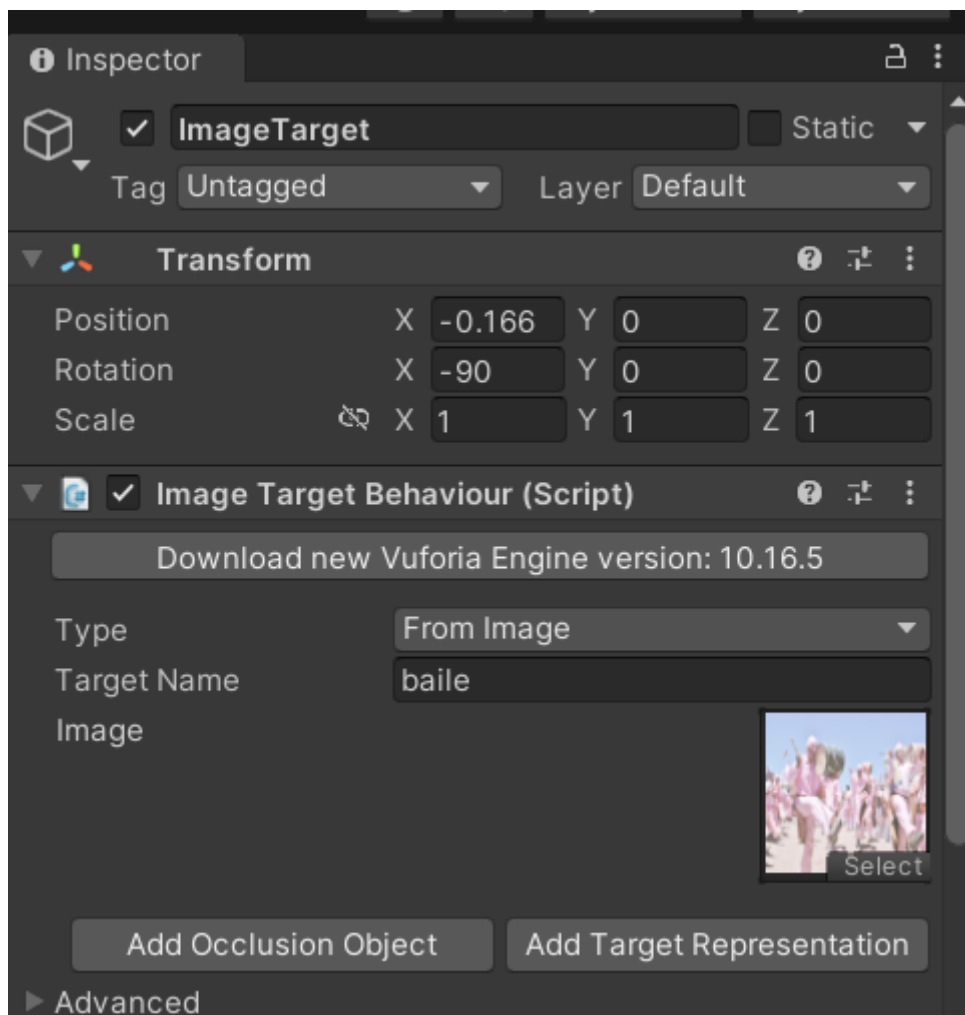 Inspector
ImageTarget Static
Tag Untagged Layer Default
Transform
Position X -0.166 Y 0 Z 0
Rotation X -90 Y 0 Z 0
Scale X 1 Y 1 Z 1
Image Target Behaviour (Script)
Download new Vuforia Engine version: 10.16.5
Type From Image
Target Name baile
Image
Select
Add Occlusion Object Add Target Representation
Advanced